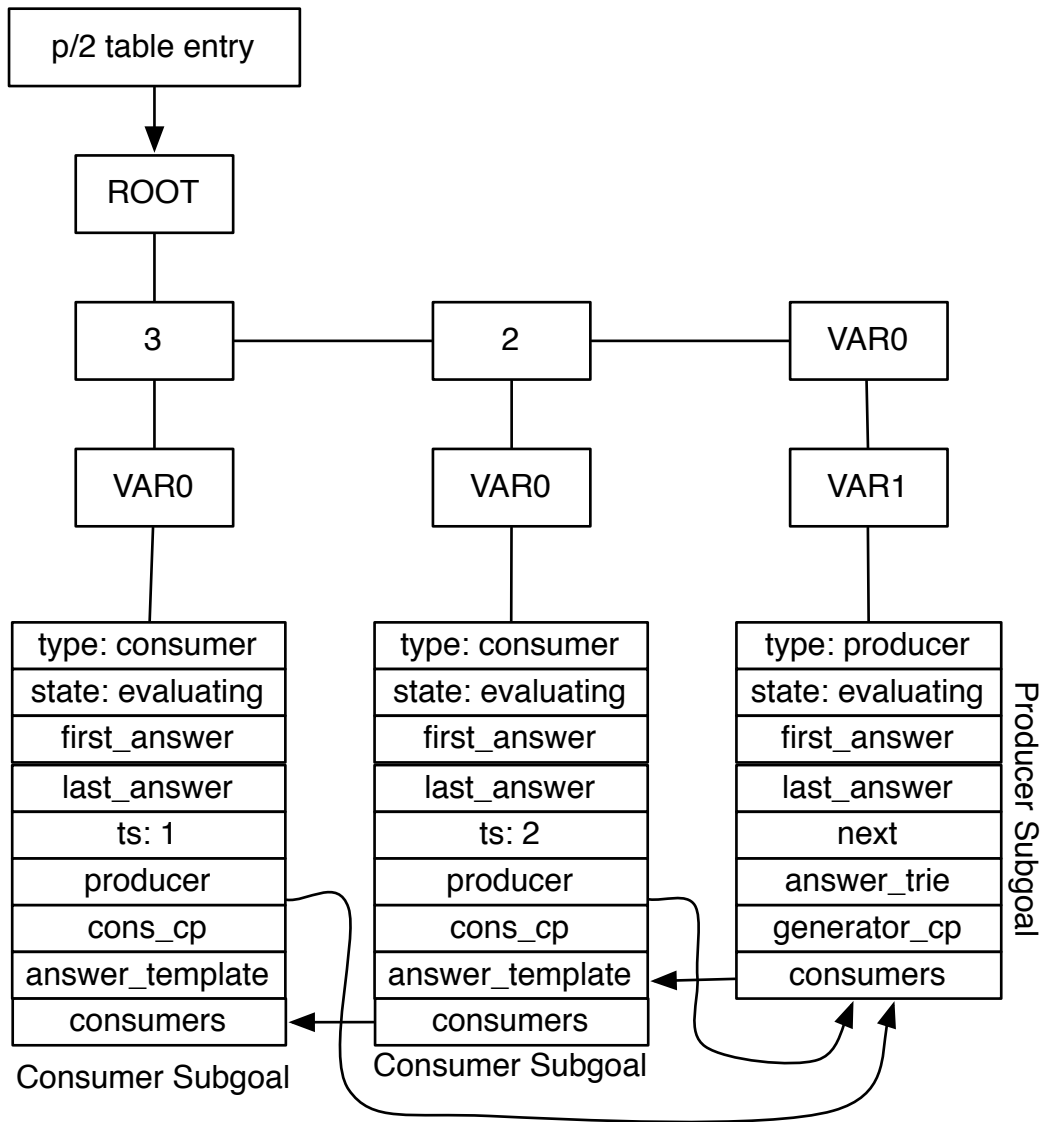 p/2 table entry
ROOT
3
2
VAR0
VAR0
VAR0
VAR1
type: consumer
state: evaluating
first_answer
last_answer
ts: 1
producer
cons_cp
answer_template
consumers
Consumer Subgoal
type: consumer
state: evaluating
first_answer
last_answer
ts: 2
producer
cons_cp
answer_template
consumers
Consumer Subgoal
type: producer
state: evaluating
first_answer
last_answer
next
answer_trie
generator_cp
consumers
Producer Subgoal